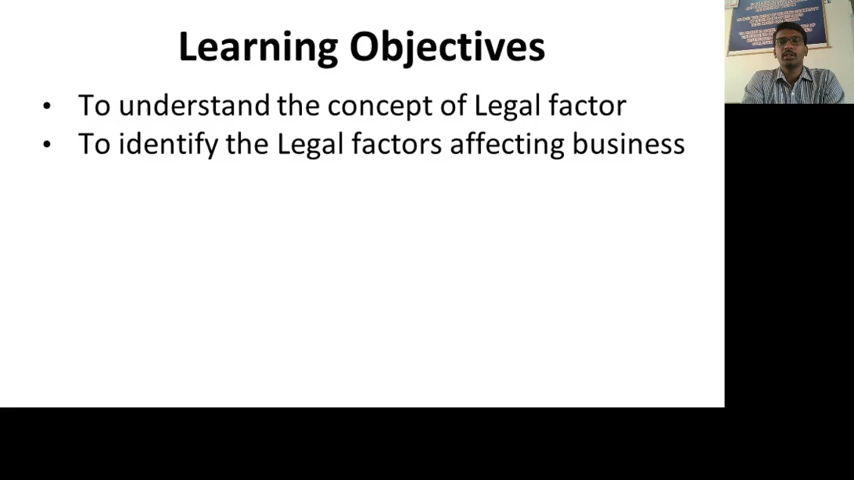 Learning Objectives
• To understand the concept of Legal factor
• To identify the Legal factors affecting business